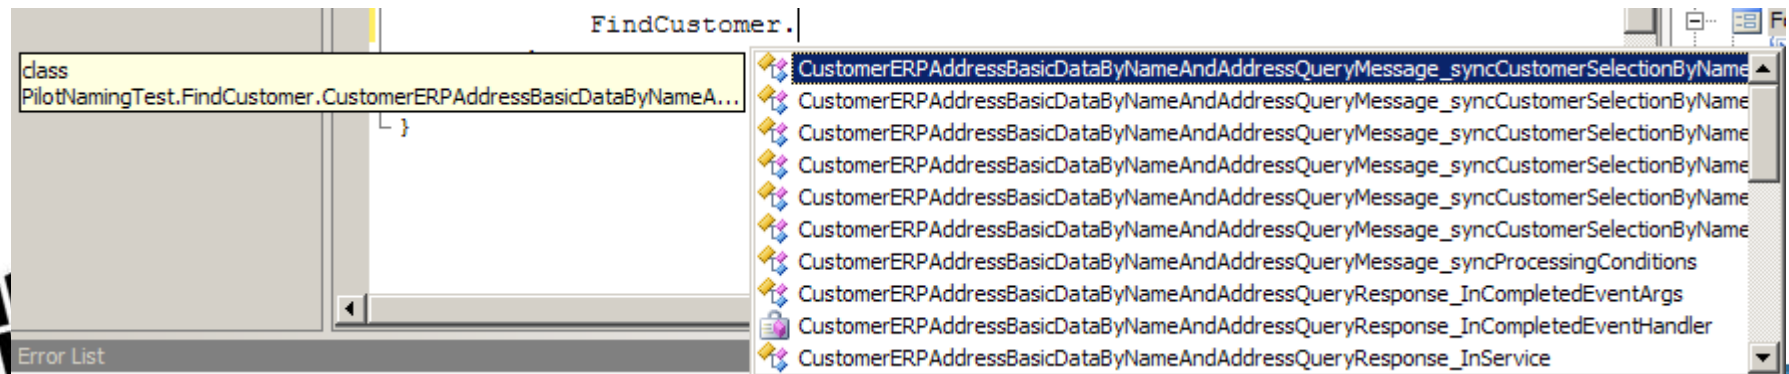 FindCustomer.
class
PilotNamingTest.FindCustomer.CustomerERPAddressBasicDataByNameA...
}
CustomerERPAddressBasicDataByNameAndAddressQueryMessage_syncCustomerSelectionByName
CustomerERPAddressBasicDataByNameAndAddressQueryMessage_syncCustomerSelectionByName
CustomerERPAddressBasicDataByNameAndAddressQueryMessage_syncCustomerSelectionByName
CustomerERPAddressBasicDataByNameAndAddressQueryMessage_syncCustomerSelectionByName
CustomerERPAddressBasicDataByNameAndAddressQueryMessage_syncCustomerSelectionByName
CustomerERPAddressBasicDataByNameAndAddressQueryMessage_syncCustomerSelectionByName
CustomerERPAddressBasicDataByNameAndAddressQueryMessage_syncProcessingConditions
CustomerERPAddressBasicDataByNameAndAddressQueryResponse_InCompletedEventArgs
CustomerERPAddressBasicDataByNameAndAddressQueryResponse_InCompletedEventHandler
CustomerERPAddressBasicDataByNameAndAddressQueryResponse_InService
Error List